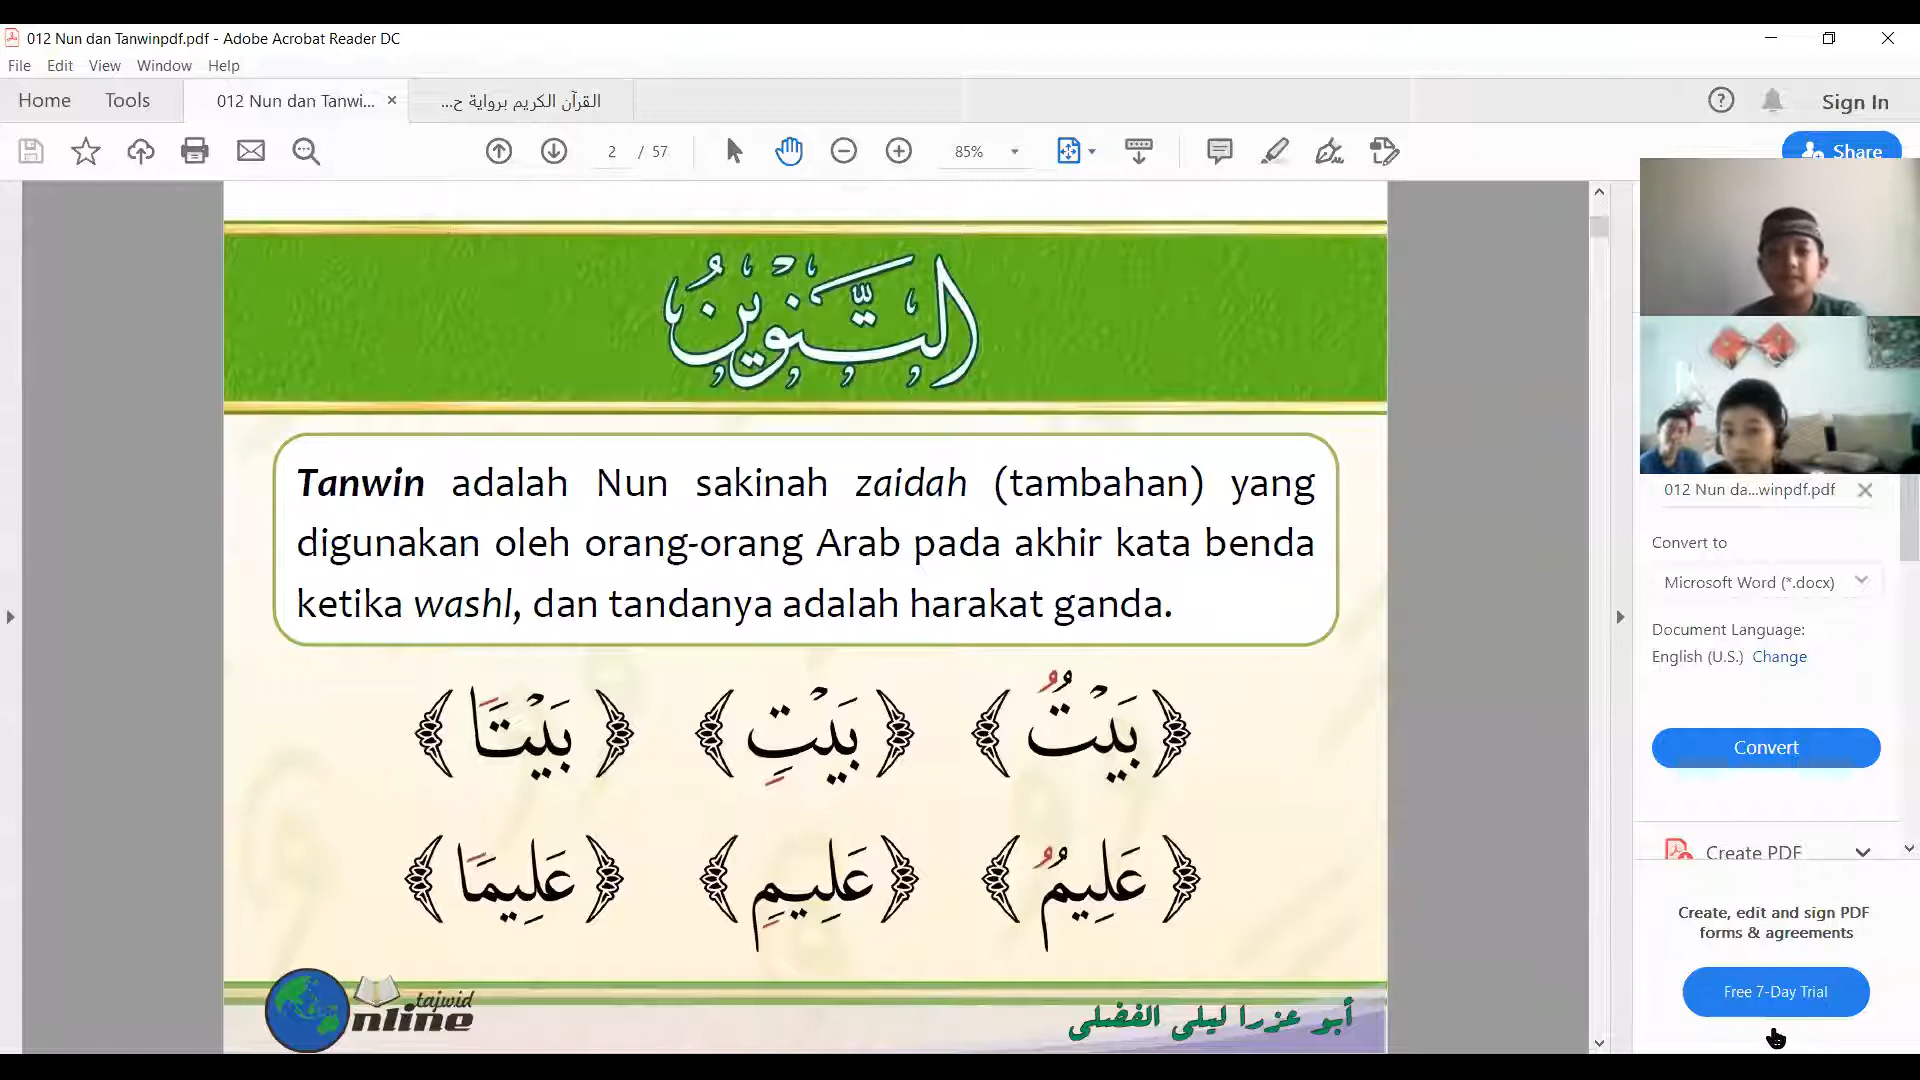 012 Nun dan Tanwinpdf.pdf - Adobe Acrobat Reader DC
File Edit View Window Help
Home Tools 012 Nun dan Tanwi... × القرآن الكريم برواية ح... Sign In
2 / 57 85% Share
التَّنْوِينُ
Tanwin adalah Nun sakinah zaidah (tambahan) yang
digunakan oleh orang-orang Arab pada akhir kata benda
ketika washl, dan tandanya adalah harakat ganda.
﴿ بَيْتٌ ﴾ ﴿ بَيْتٍ ﴾ ﴿ بَيْتًا ﴾
﴿ عَلِيمٌ ﴾ ﴿ عَلِيمٍ ﴾ ﴿ عَلِيمًا ﴾
tajwid
Online
أبو عزرا ليلى الفضلى
012 Nun da...winpdf.pdf
Convert to
Microsoft Word (*.docx)
Document Language:
English (U.S.) Change
Convert
Create PDF
Create, edit and sign PDF
forms & agreements
Free 7-Day Trial